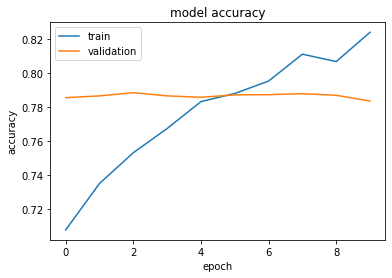 model accuracy
train
validation
accuracy
0.82
0.80
0.78
0.76
0.74
0.72
0 2 4 6 8
epoch